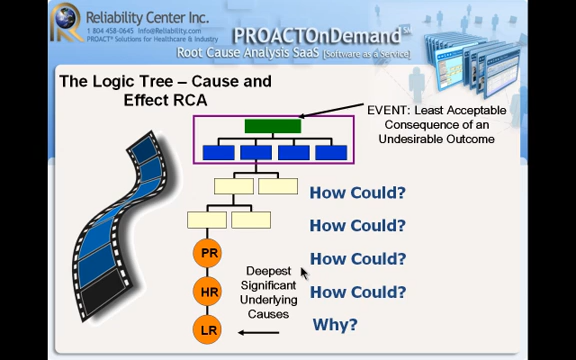 Reliability Center Inc.
1 804 458-0645 Info@Reliability.com
PROACT® Solutions for Healthcare & Industry
PROACTOnDemand
Root Cause Analysis SaaS [Software as a Service]
The Logic Tree – Cause and
Effect RCA
EVENT: Least Acceptable
Consequence of an
Undesirable Outcome
How Could?
How Could?
How Could?
How Could?
Why?
PR
HR
LR
Deepest
Significant
Underlying
Causes